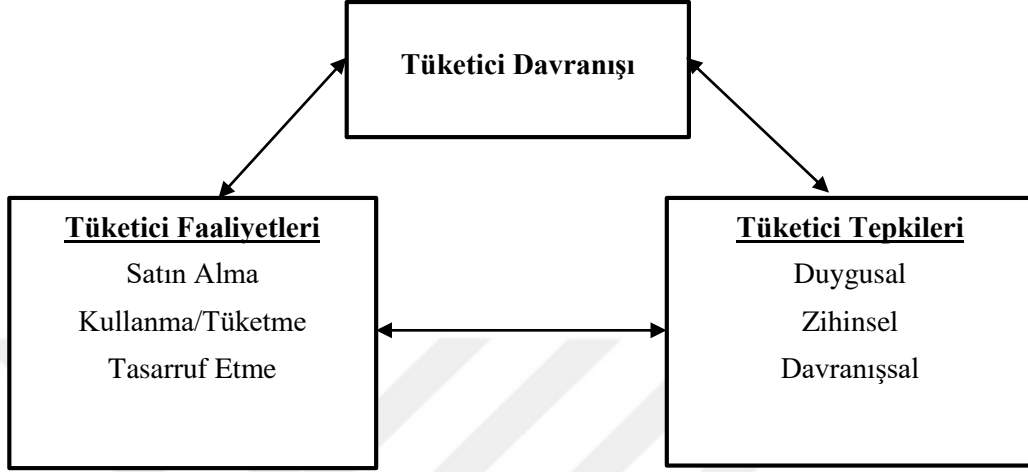 Tüketici Davranışı
Tüketici Faaliyetleri
Satın Alma
Kullanma/Tüketme
Tasarruf Etme
Tüketici Tepkileri
Duygusal
Zihinsel
Davranışsal